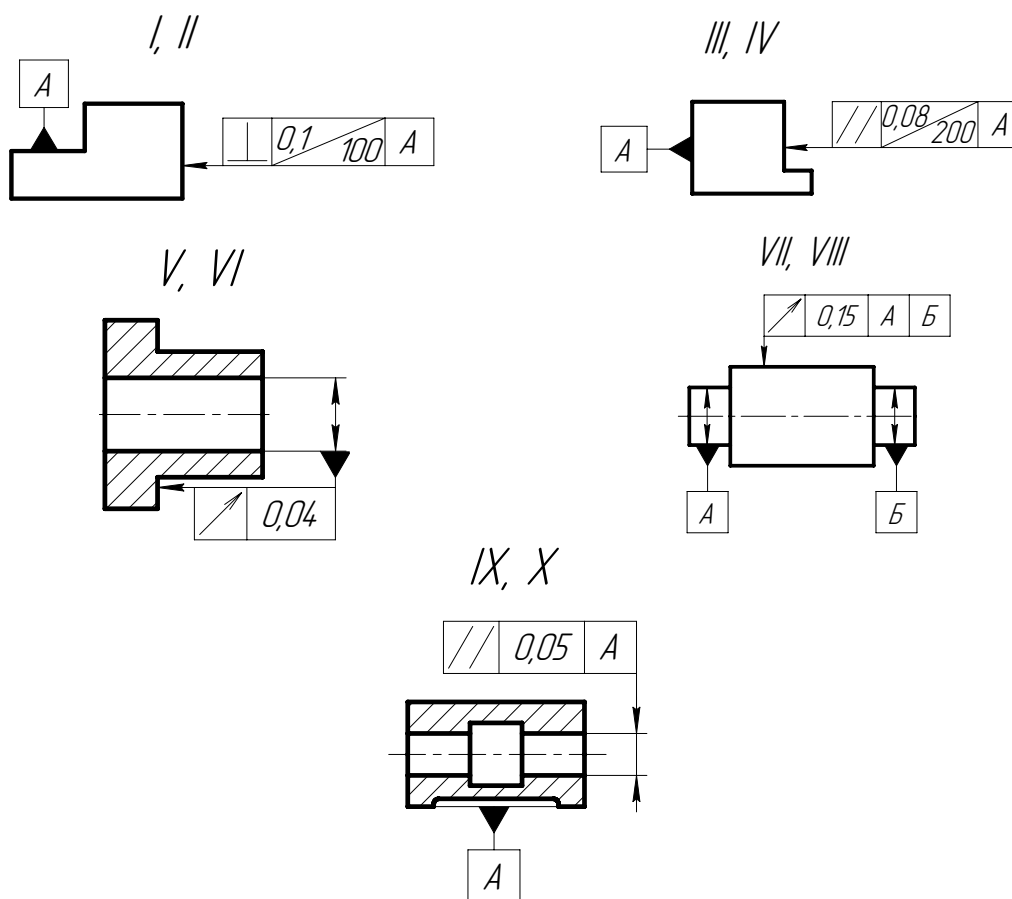 I, II
А
0,1/100 А
III, IV
А
0,08/200 А
V, VI
0,04
VII, VIII
0,15 А Б
А
Б
IX, X
0,05 А
А